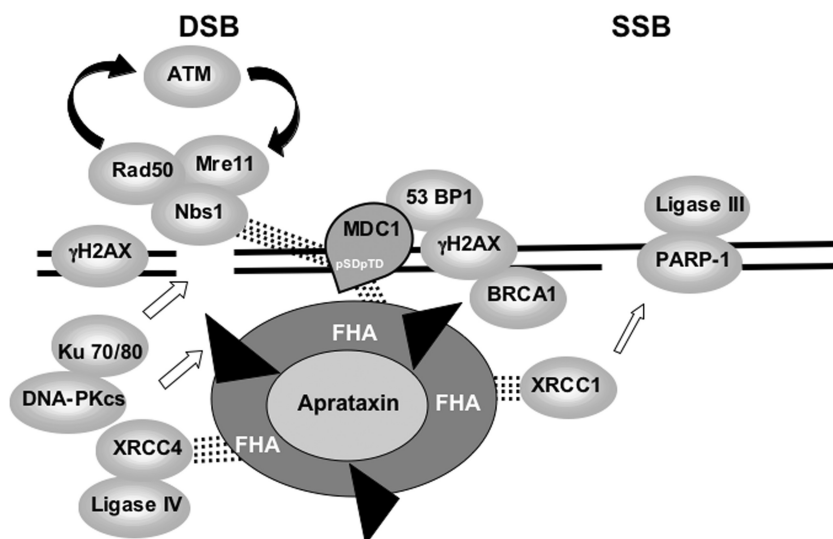 DSB
SSB
ATM
Rad50
Mre11
Nbs1
53 BP1
MDC1
pSDpTD
γH2AX
γH2AX
Ligase III
PARP-1
BRCA1
Ku 70/80
DNA-PKcs
XRCC4
Ligase IV
FHA
FHA
FHA
Aprataxin
XRCC1